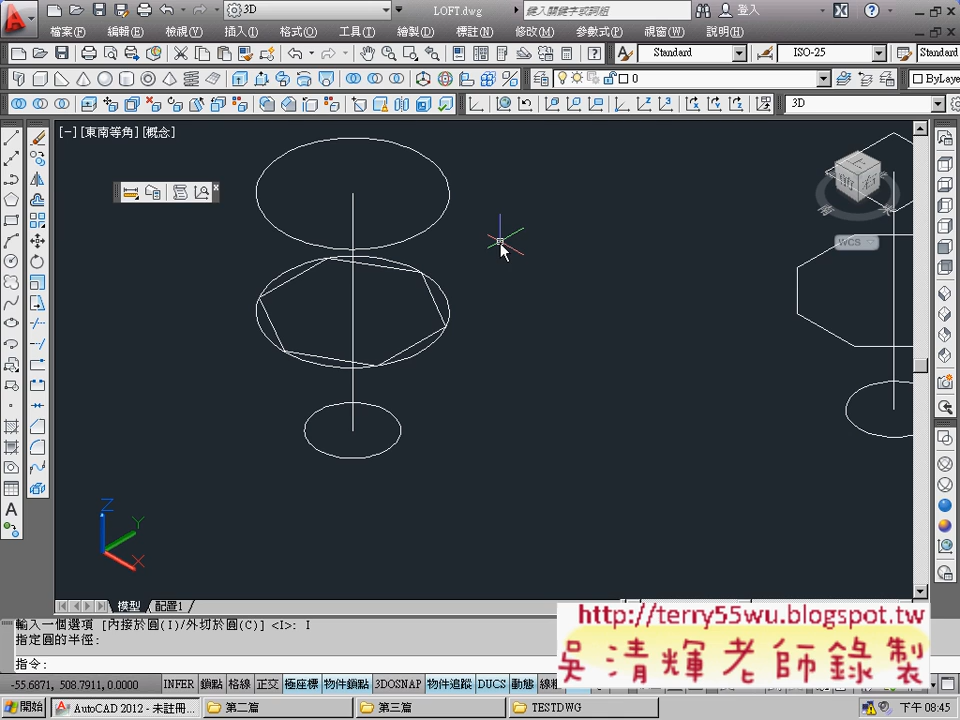 3D
LOFT.dwg
鍵入關鍵字或詞組
登入
檔案(F) 編輯(E) 檢視(V) 插入(I) 格式(O) 工具(T) 繪製(D) 標註(N) 修改(M) 參數式(P) 視窗(W) 說明(H)
Standard ISO-25 Standard
0 ByLaye
3D
[-][東南等角][概念]
上
前 右
WCS
Z
Y
X
模型 配置1
輸入一個選項 [內接於圓(I)/外切於圓(C)] <I>: I
指定圓的半徑:
指令:
http://terry55wu.blogspot.tw
吳清輝老師錄製
-55.6871, 508.7911, 0.0000 INFER 鎖點 格線 正交 極座標 物件鎖點 3DOSNAP 物件追蹤 DUCS 動態
開始 AutoCAD 2012 - 未註冊... 第二篇 第三篇 TESTDWG 下午 08:45